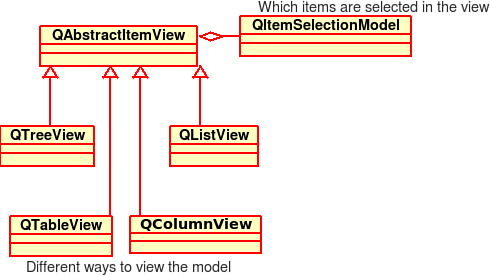 Which items are selected in the view
QAbstractItemView
QItemSelectionModel
QTreeView
QListView
QTableView
QColumnView
Different ways to view the model